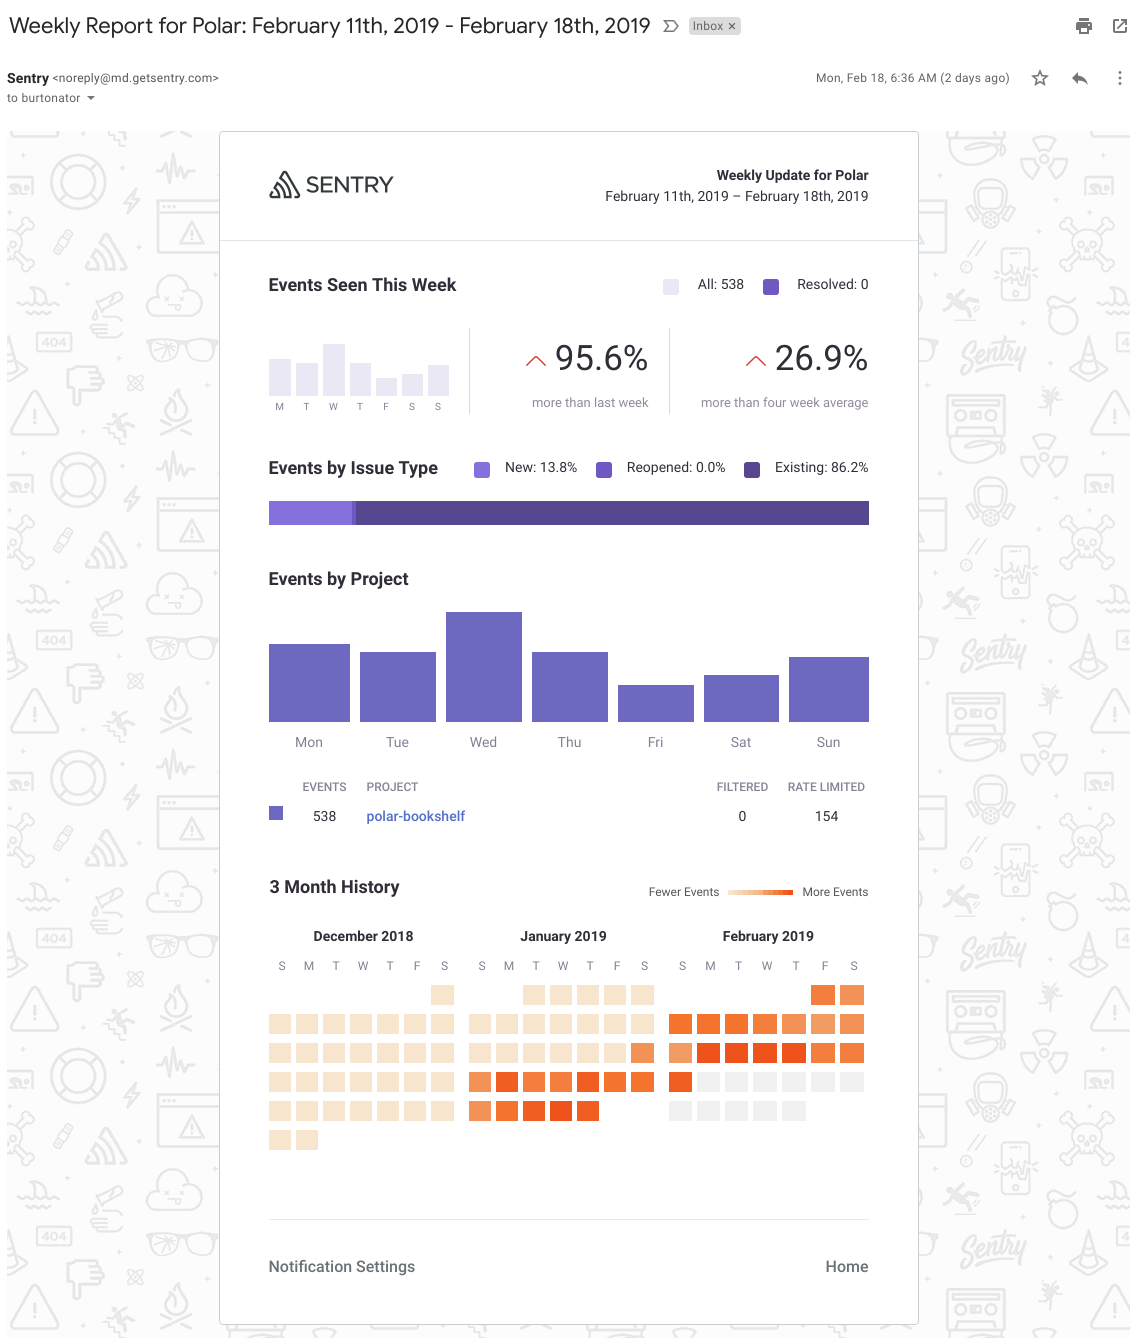 Weekly Report for Polar: February 11th, 2019 - February 18th, 2019 Inbox ×
Sentry <noreply@md.getsentry.com> Mon, Feb 18, 6:36 AM (2 days ago)
to burtonator
SENTRY
Weekly Update for Polar
February 11th, 2019 – February 18th, 2019
Events Seen This Week All: 538 Resolved: 0
M T W T F S S
95.6%
more than last week
26.9%
more than four week average
Events by Issue Type New: 13.8% Reopened: 0.0% Existing: 86.2%
Events by Project
Mon Tue Wed Thu Fri Sat Sun
EVENTS PROJECT FILTERED RATE LIMITED
538 polar-bookshelf 0 154
3 Month History Fewer Events More Events
December 2018 January 2019 February 2019
S M T W T F S S M T W T F S S M T W T F S
Notification Settings Home
404
404
404
404
Sentry
Sentry
Sentry
Sentry